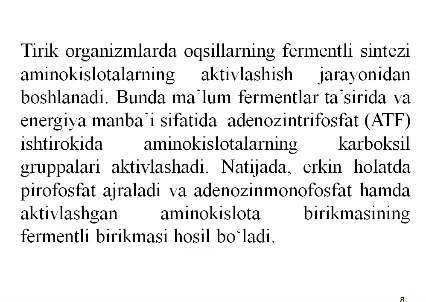 Tirik organizmlarda oqsillarning fermentli sintezi
aminokislotalarning aktivlashish jarayonidan
boshlanadi. Bunda ma’lum fermentlar ta’sirida va
energiya manba’i sifatida adenozintrifosfat (ATF)
ishtirokida aminokislotalarning karboksil
gruppalari aktivlashadi. Natijada, erkin holatda
pirofosfat ajraladi va adenozinmonofosfat hamda
aktivlashgan aminokislota birikmasining
fermentli birikmasi hosil bo‘ladi.
8